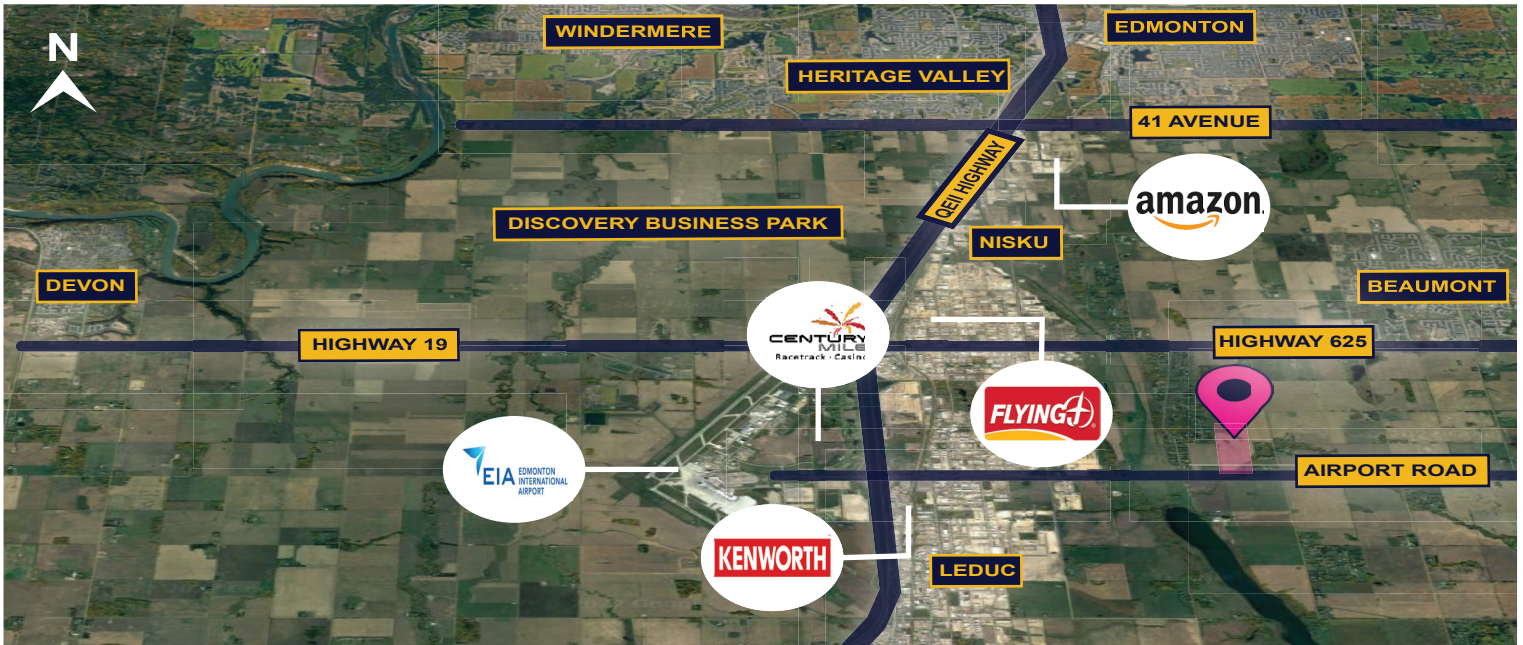 N
WINDERMERE
EDMONTON
HERITAGE VALLEY
41 AVENUE
QEII HIGHWAY
amazon
DISCOVERY BUSINESS PARK
NISKU
DEVON
BEAUMONT
CENTURY
MILE
Racetrack · Casino
HIGHWAY 19
HIGHWAY 625
FLYING J
EIA EDMONTON
INTERNATIONAL
AIRPORT
AIRPORT ROAD
KENWORTH
LEDUC